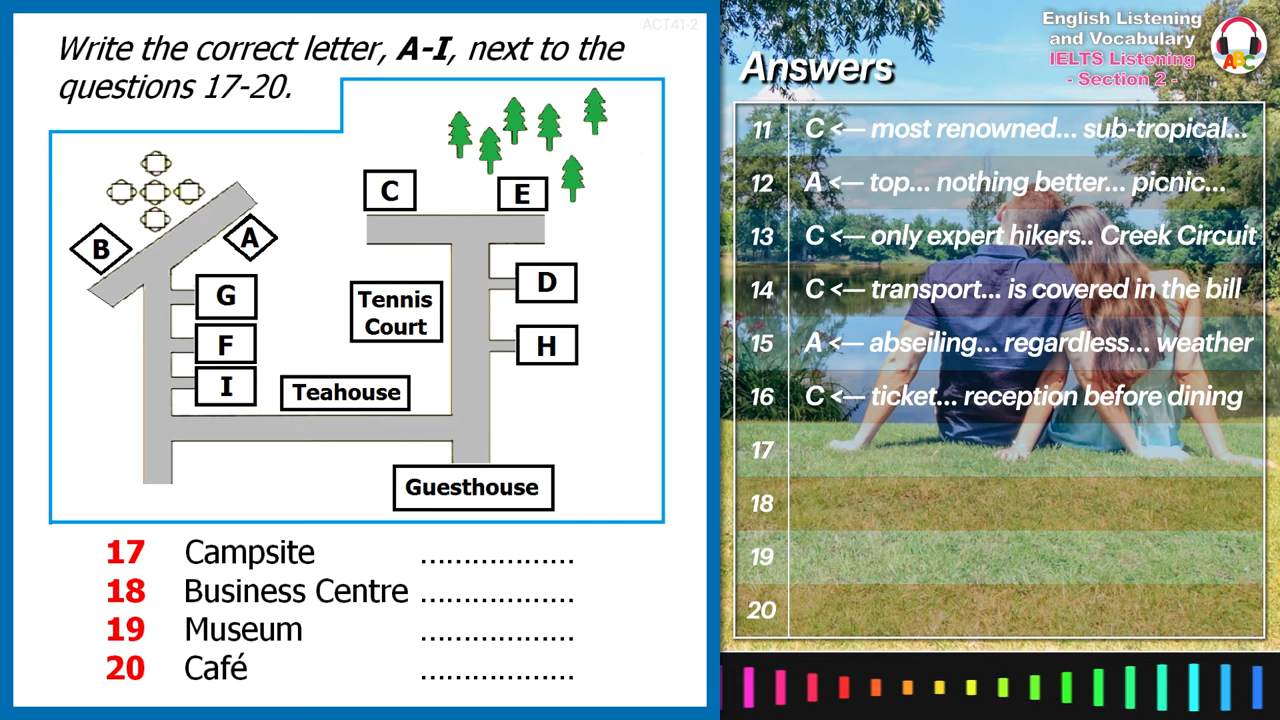 ACT41-2
Write the correct letter, A-I, next to the
questions 17-20.
C
E
B
A
G
D
Tennis
Court
F
H
I
Teahouse
Guesthouse
17 Campsite ..................
18 Business Centre ..................
19 Museum ..................
20 Café ..................
English Listening
and Vocabulary
IELTS Listening
- Section 2 -
ABC
Answers
11 C <— most renowned... sub-tropical...
12 A <— top... nothing better... picnic...
13 C <— only expert hikers.. Creek Circuit
14 C <— transport... is covered in the bill
15 A <— abseiling... regardless... weather
16 C <— ticket... reception before dining
17
18
19
20